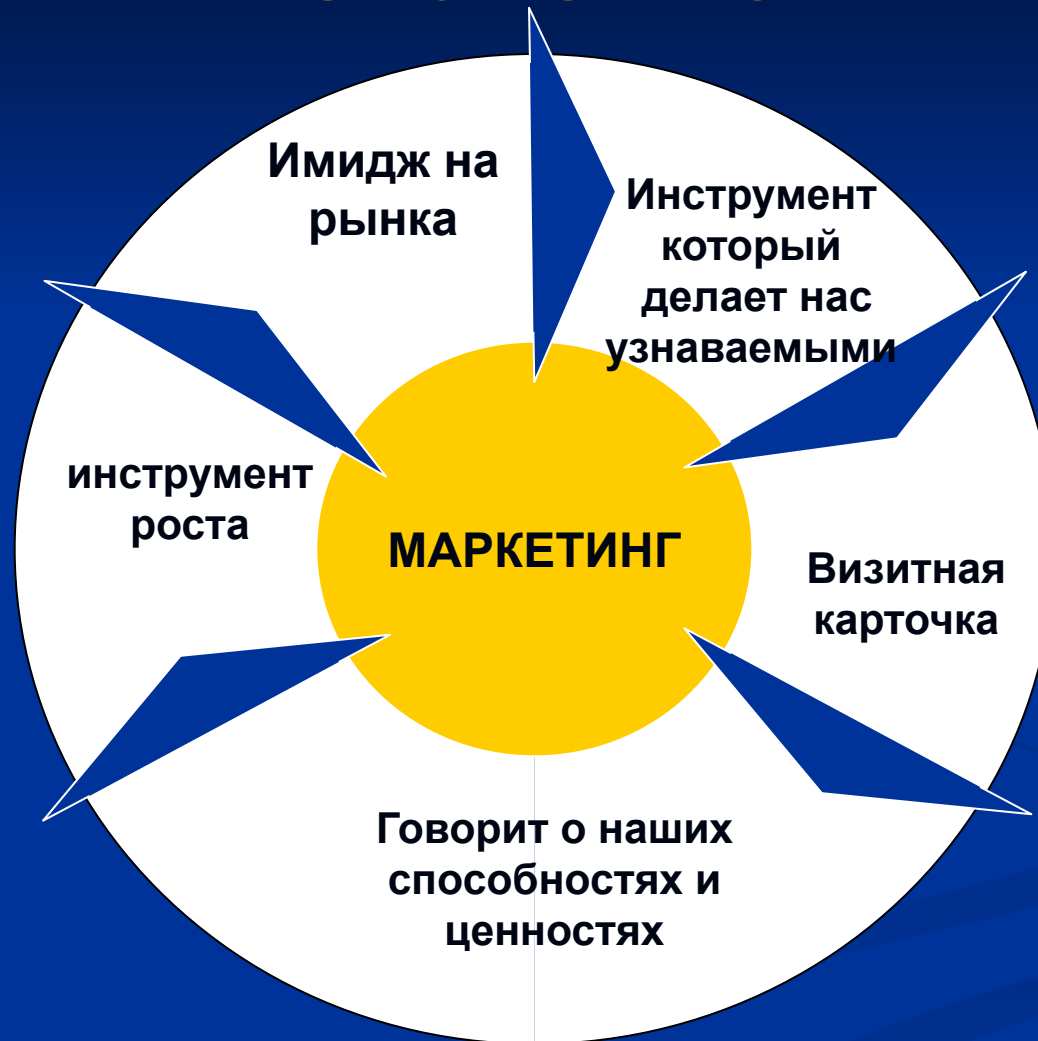 Имидж на
рынка
Инструмент
который
делает нас
узнаваемыми
инструмент
роста
МАРКЕТИНГ
Визитная
карточка
Говорит о наших
способностях и
ценностях